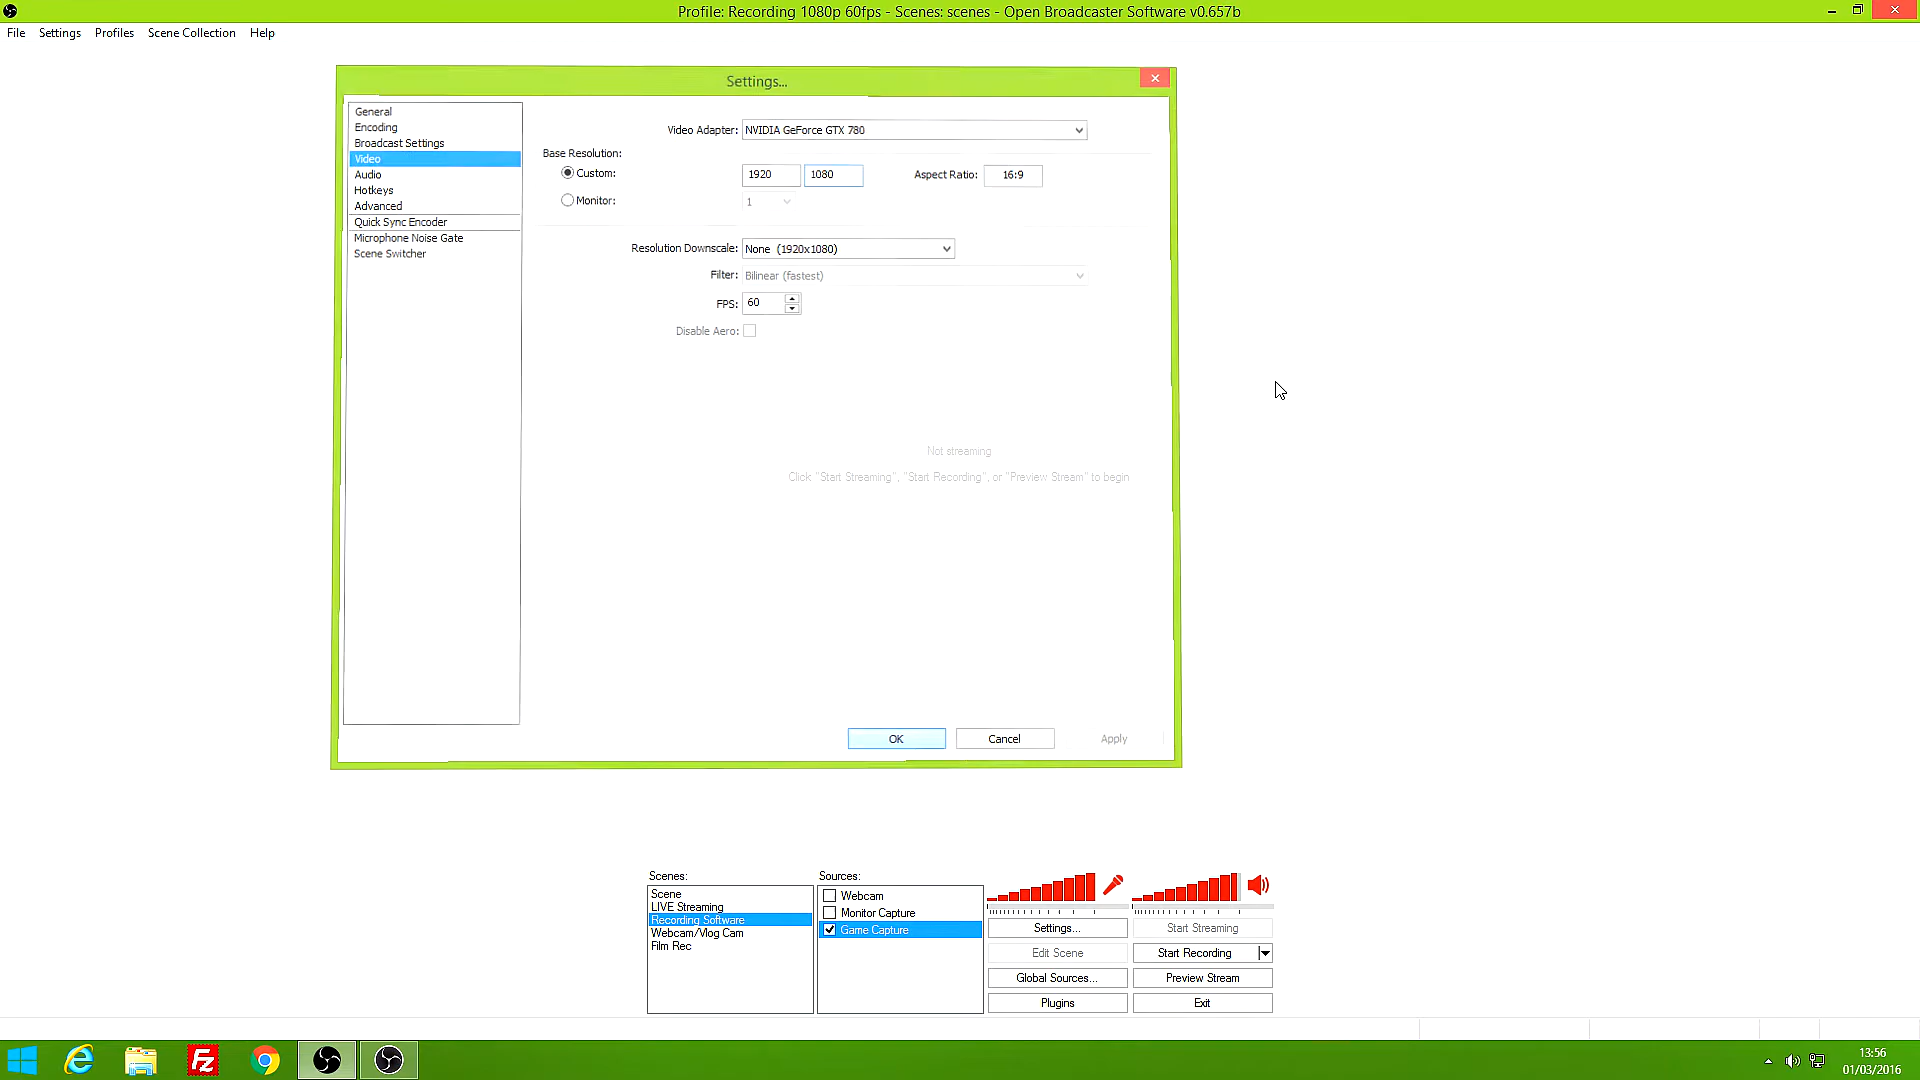 Profile: Recording 1080p 60fps - Scenes: scenes - Open Broadcaster Software v0.657b
File Settings Profiles Scene Collection Help
Settings...
General
Encoding
Broadcast Settings
Video
Audio
Hotkeys
Advanced
Quick Sync Encoder
Microphone Noise Gate
Scene Switcher
Video Adapter: NVIDIA GeForce GTX 780
Base Resolution:
Custom: 1920 1080 Aspect Ratio: 16:9
Monitor: 1
Resolution Downscale: None (1920x1080)
Filter: Bilinear (fastest)
FPS: 60
Disable Aero:
Not streaming
Click "Start Streaming", "Start Recording", or "Preview Stream" to begin
OK Cancel Apply
Scenes:
Scene
LIVE Streaming
Recording Software
Webcam/Vlog Cam
Film Rec
Sources:
Webcam
Monitor Capture
Game Capture
Settings... Start Streaming
Edit Scene Start Recording
Global Sources... Preview Stream
Plugins Exit
Fz
13:56
01/03/2016